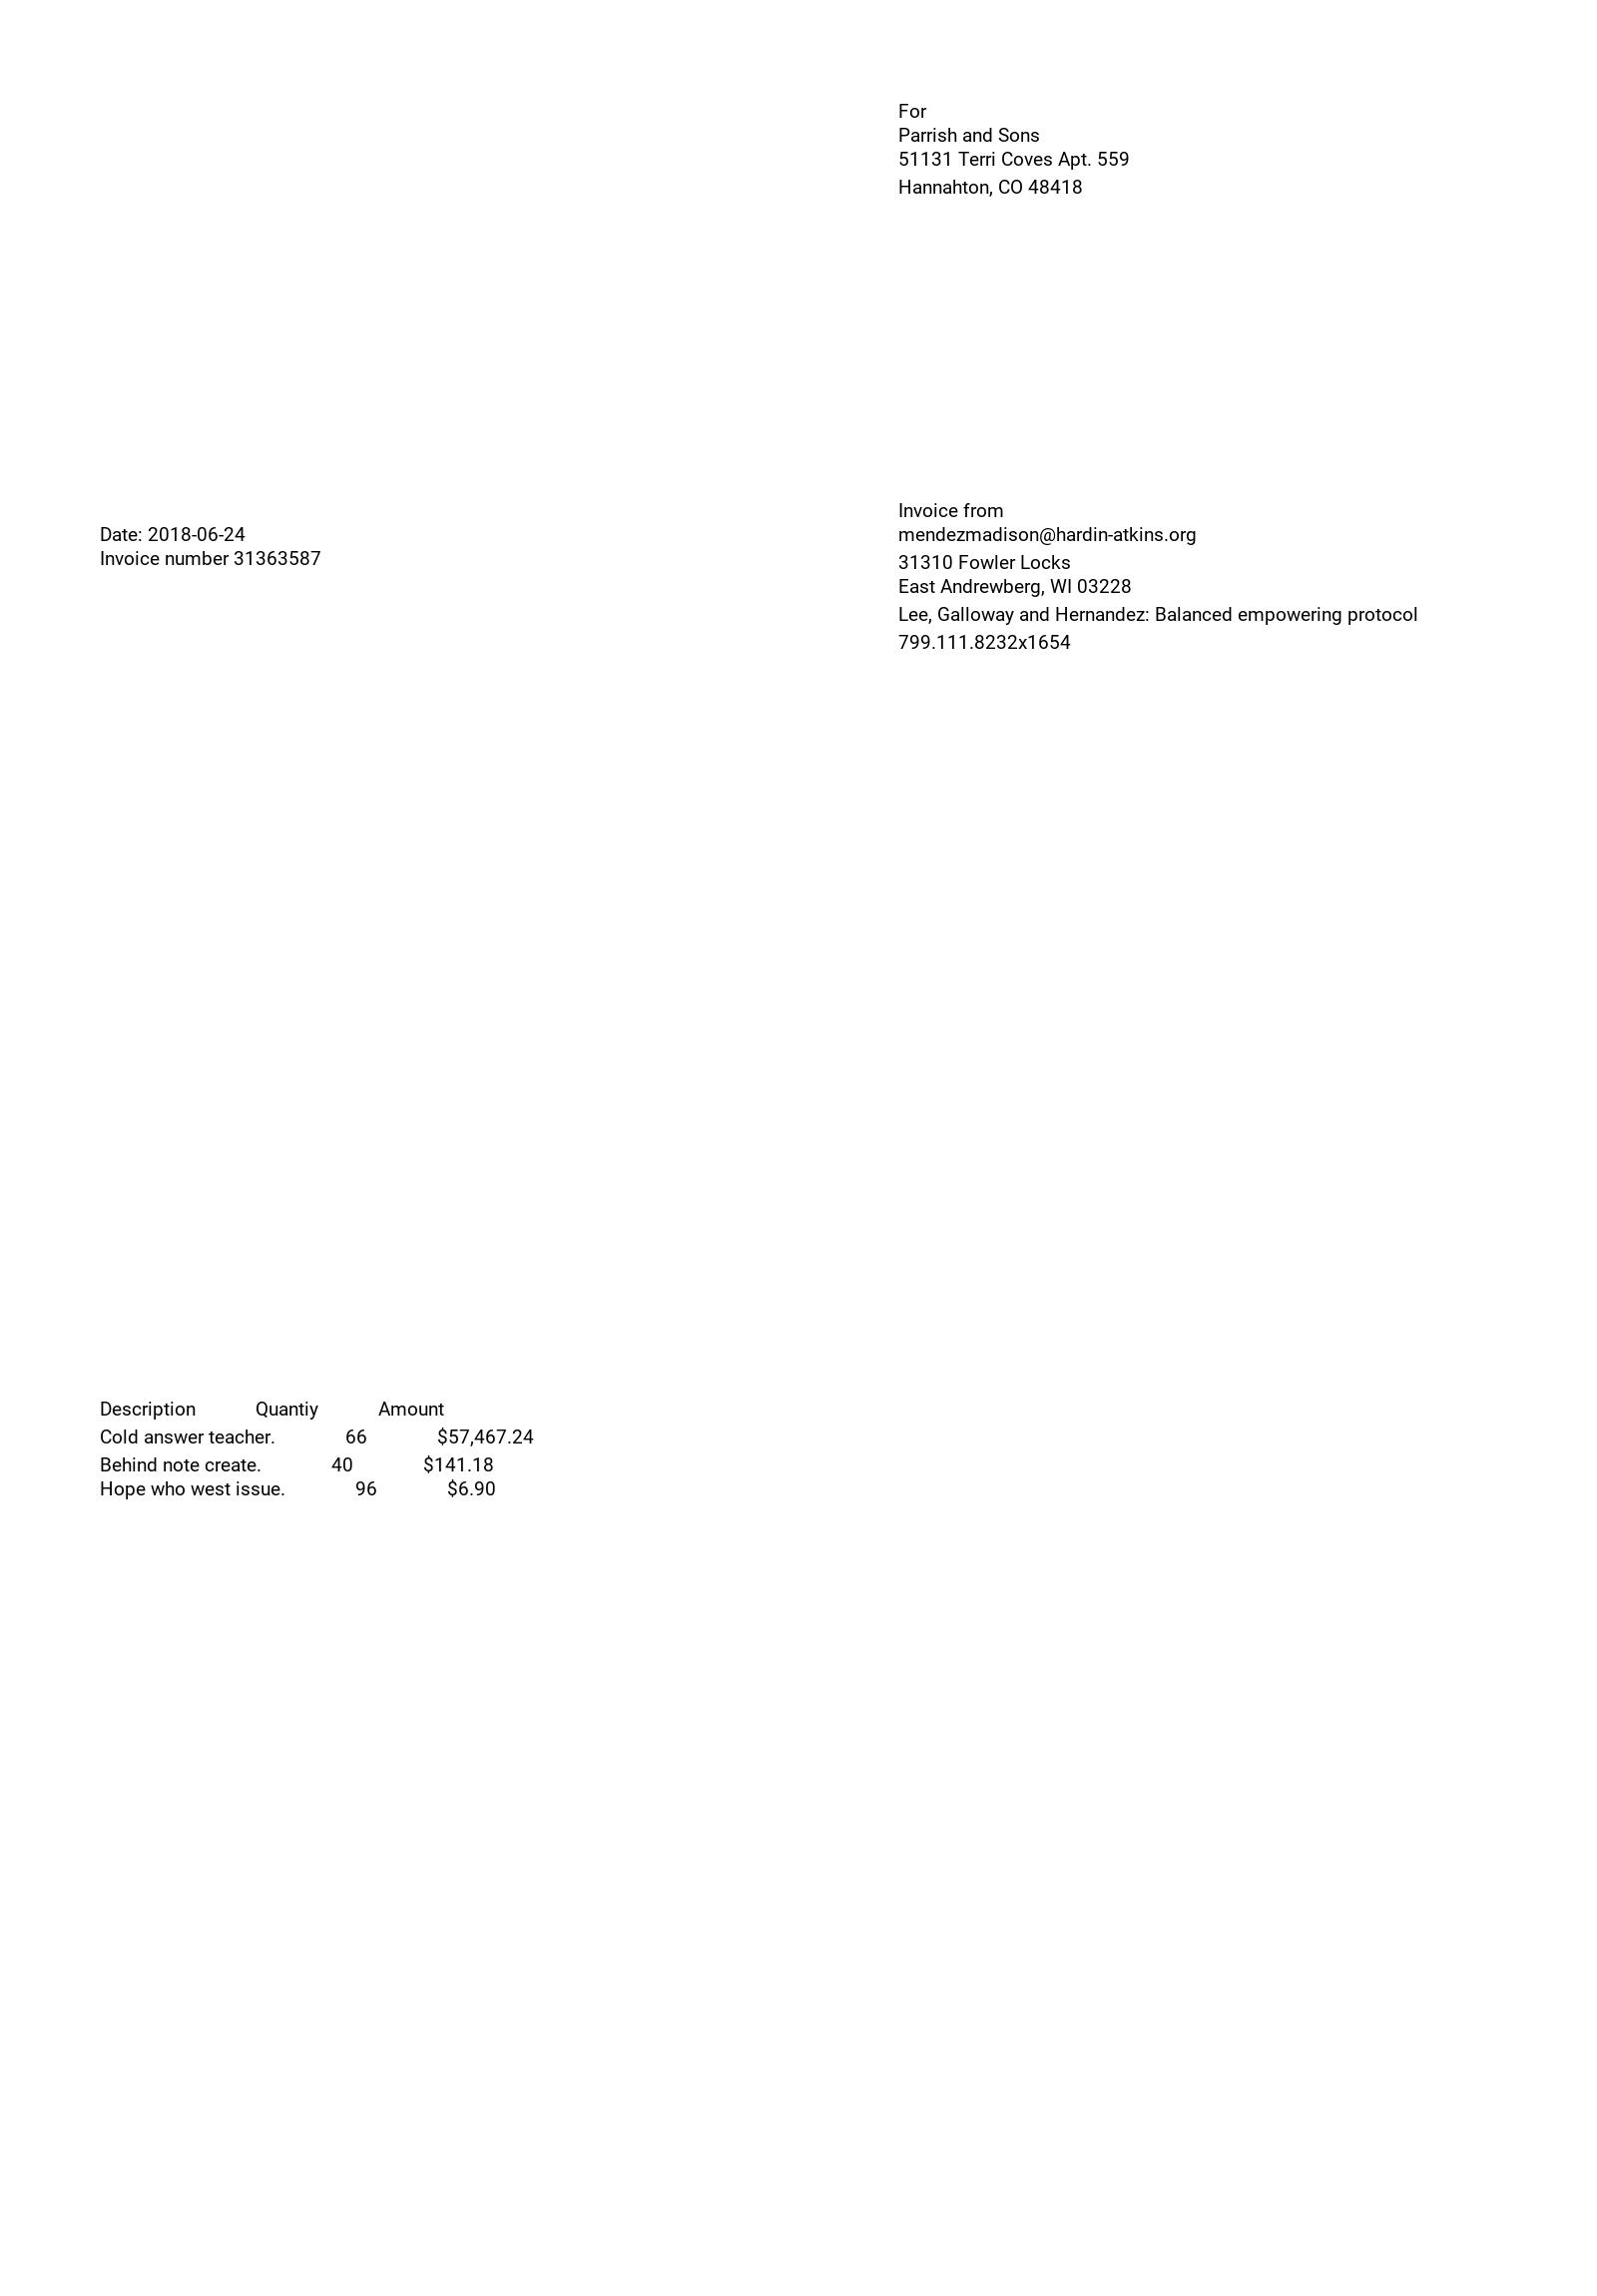 For
Parrish and Sons
51131 Terri Coves Apt. 559
Hannahton, CO 48418
Invoice from
mendezmadison@hardin-atkins.org
31310 Fowler Locks
East Andrewberg, WI 03228
Lee, Galloway and Hernandez: Balanced empowering protocol
799.111.8232x1654
Date: 2018-06-24
Invoice number 31363587
Description Quantiy Amount
Cold answer teacher. 66 $57,467.24
Behind note create. 40 $141.18
Hope who west issue. 96 $6.90